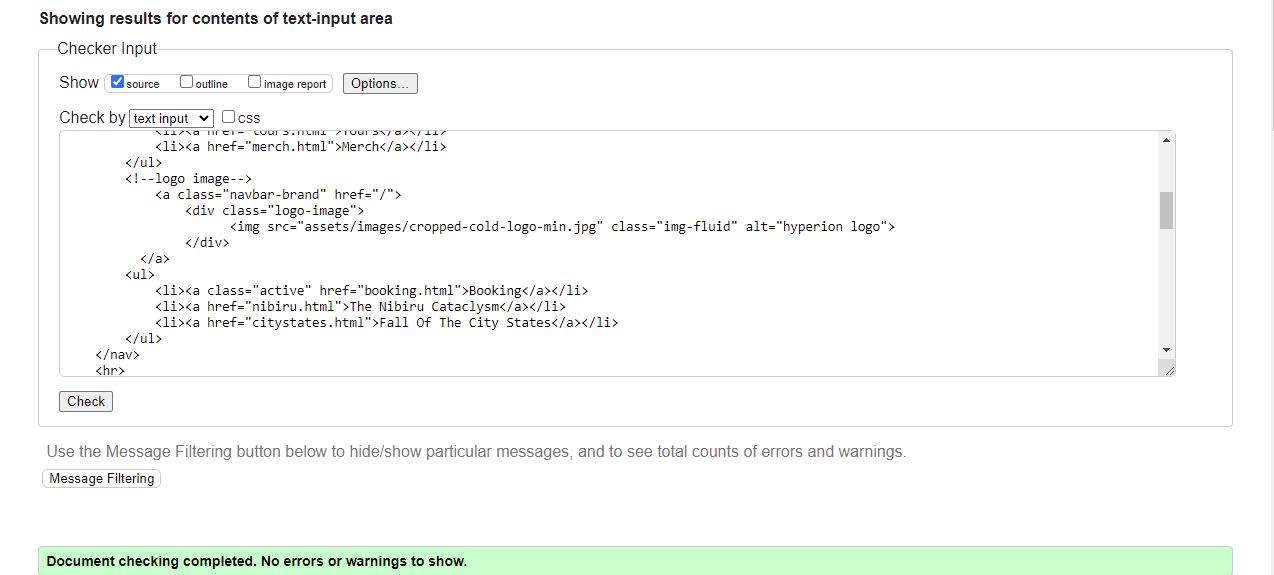 Showing results for contents of text-input area
Checker Input
Show source outline image report Options...
Check by text input css
<li><a href="tours.html">Tours</a></li>
<li><a href="merch.html">Merch</a></li>
</ul>
<!--logo image-->
<a class="navbar-brand" href="/">
<div class="logo-image">
<img src="assets/images/cropped-cold-logo-min.jpg" class="img-fluid" alt="hyperion logo">
</div>
</a>
<ul>
<li><a class="active" href="booking.html">Booking</a></li>
<li><a href="nibiru.html">The Nibiru Cataclysm</a></li>
<li><a href="citystates.html">Fall Of The City States</a></li>
</ul>
</nav>
<hr>
Check
Use the Message Filtering button below to hide/show particular messages, and to see total counts of errors and warnings.
Message Filtering
Document checking completed. No errors or warnings to show.